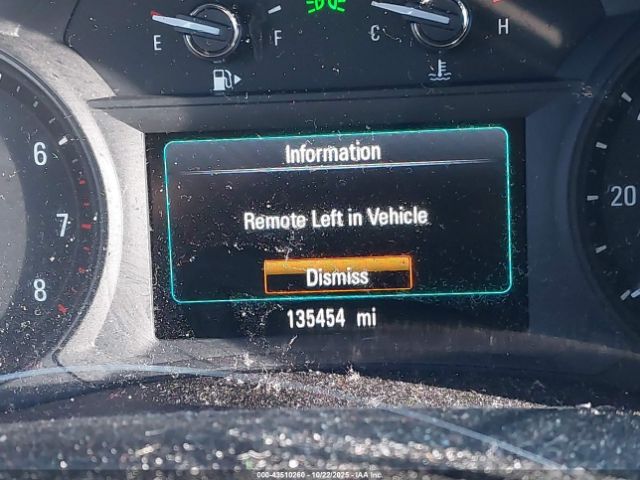 E F C H
6
7
8
20
Information
Remote Left in Vehicle
Dismiss
135454 mi
000-43510260 - 10/22/2025 - IAA Inc.